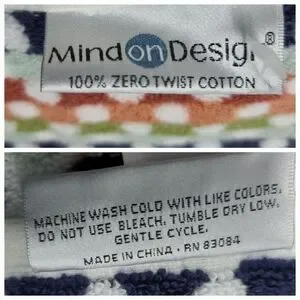 Mind on Design®
100% ZERO TWIST COTTON
MACHINE WASH COLD WITH LIKE COLORS.
DO NOT USE BLEACH. TUMBLE DRY LOW.
GENTLE CYCLE.
MADE IN CHINA · RN 83084